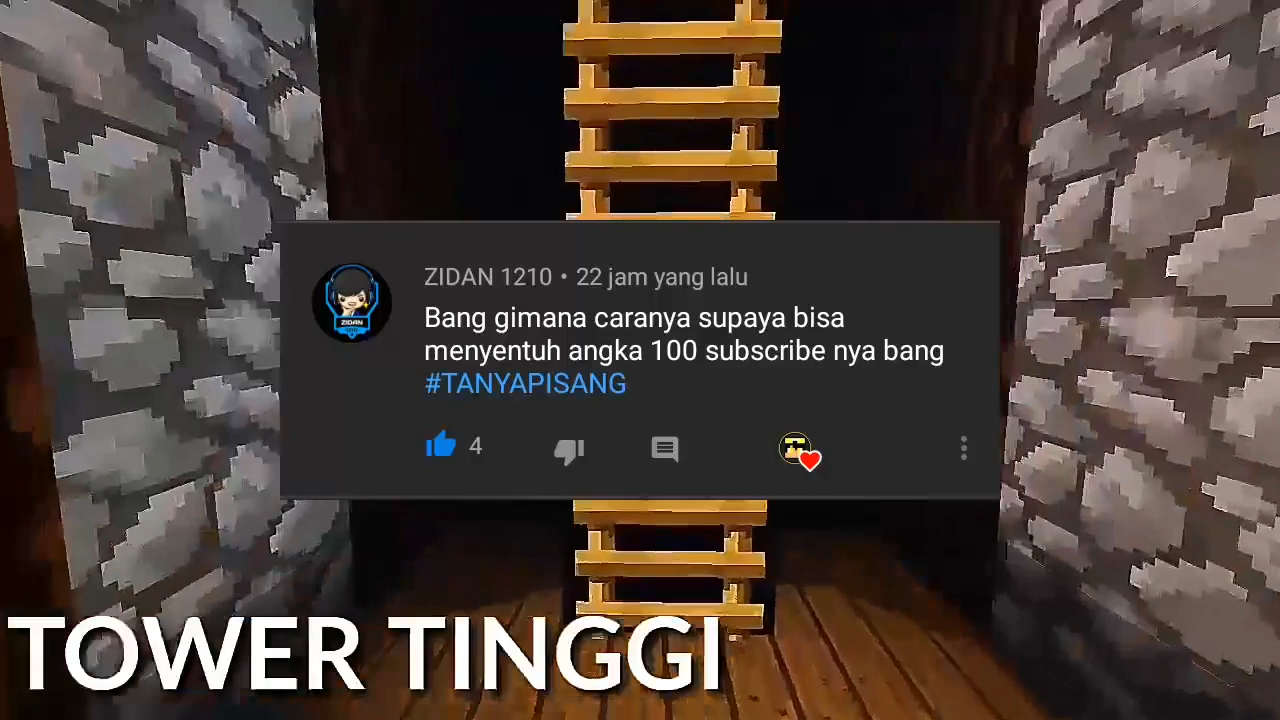 ZIDAN 1210 • 22 jam yang lalu
Bang gimana caranya supaya bisa
menyentuh angka 100 subscribe nya bang
#TANYAPISANG
ZIDAN
4
TOWER TINGGI